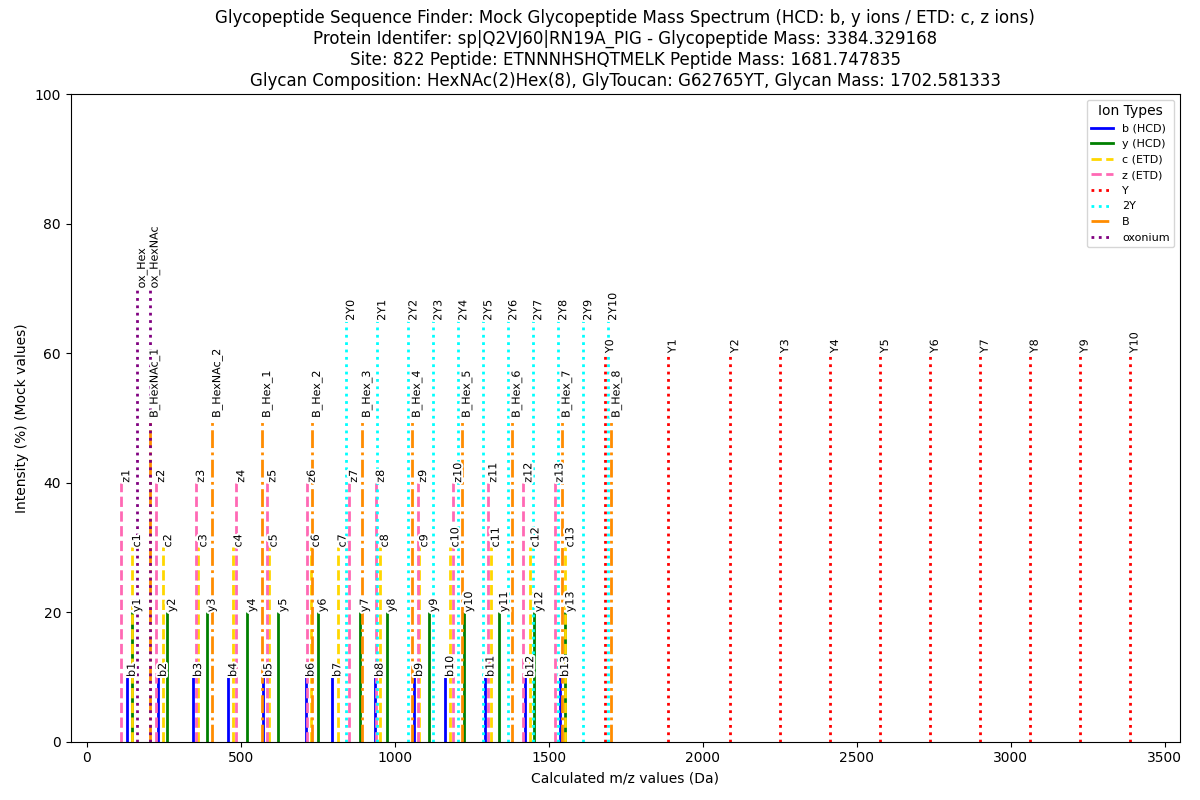 Glycopeptide Sequence Finder: Mock Glycopeptide Mass Spectrum (HCD: b, y ions / ETD: c, z ions)
Protein Identifer: sp|Q2VJ60|RN19A_PIG - Glycopeptide Mass: 3384.329168
Site: 822 Peptide: ETNNNHSHQTMELK Peptide Mass: 1681.747835
Glycan Composition: HexNAc(2)Hex(8), GlyToucan: G62765YT, Glycan Mass: 1702.581333
Intensity (%) (Mock values)
100
80
60
40
20
0
Ion Types
b (HCD)
y (HCD)
c (ETD)
z (ETD)
Y
2Y
B
oxonium
ox_Hex
ox_HexNAc
2Y0
2Y1
2Y2
2Y3
2Y4
2Y5
2Y6
2Y7
2Y8
2Y9
2Y10
Y0
Y1
Y2
Y3
Y4
Y5
Y6
Y7
Y8
Y9
Y10
B_HexNAc_1
B_HexNAc_2
B_Hex_1
B_Hex_2
B_Hex_3
B_Hex_4
B_Hex_5
B_Hex_6
B_Hex_7
B_Hex_8
z1
z2
z3
z4
z5
z6
z7
z8
z9
z10
z11
z12
z13
c1
c2
c3
c4
c5
c6
c7
c8
c9
c10
c11
c12
c13
y1
y2
y3
y4
y5
y6
y7
y8
y9
y10
y11
y12
y13
b1
b2
b3
b4
b5
b6
b7
b8
b9
b10
b11
b12
b13
0
500
1000
1500
2000
2500
3000
3500
Calculated m/z values (Da)